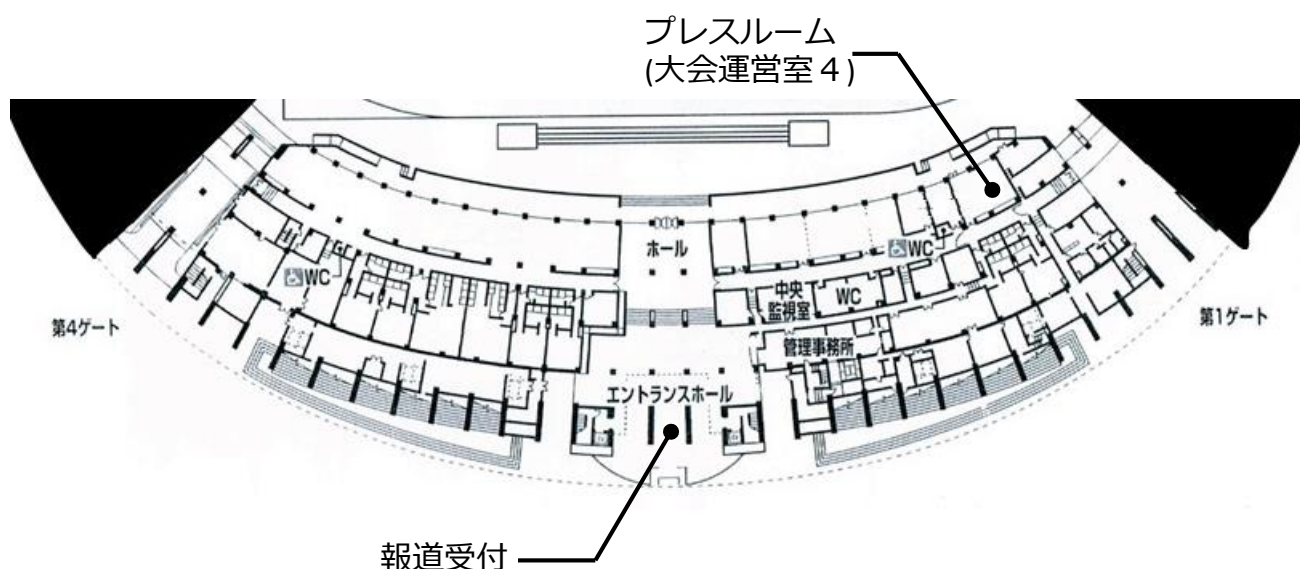 プレスルーム
(大会運営室４)
ホール
WC
WC
中央
監視室
WC
第4ゲート
第1ゲート
管理事務所
エントランスホール
報道受付